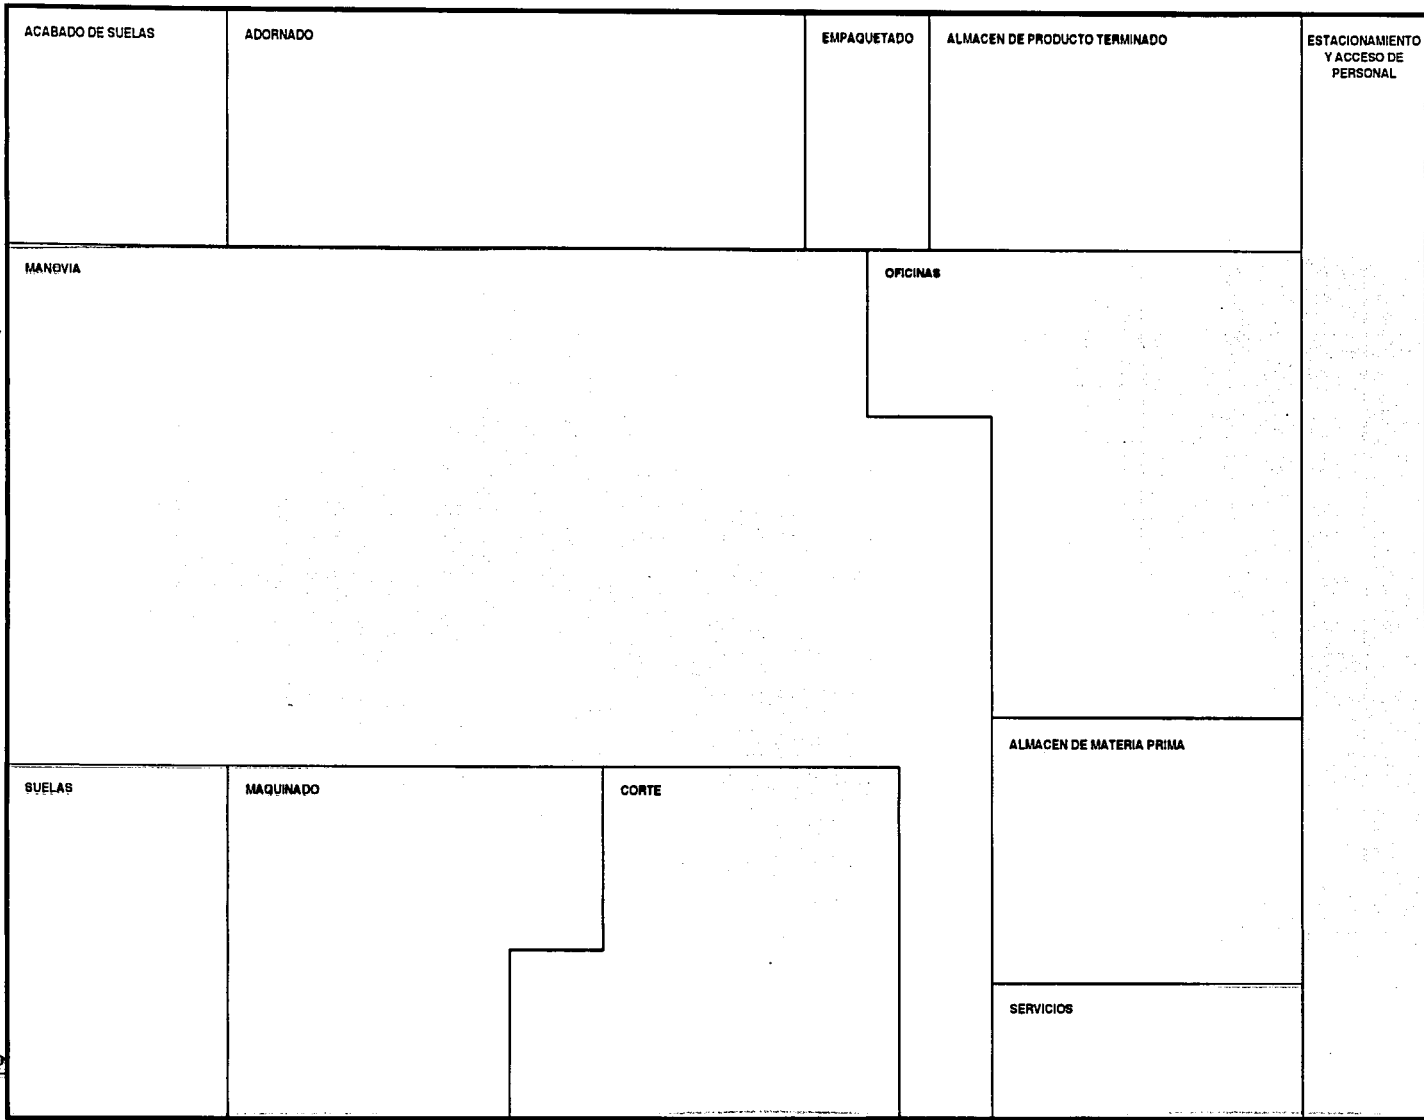 ACABADO DE SUELAS
ADORNADO
EMPAQUETADO
ALMACEN DE PRODUCTO TERMINADO
ESTACIONAMIENTO
Y ACCESO DE
PERSONAL
MANOVIA
OFICINAS
ALMACEN DE MATERIA PRIMA
SUELAS
MAQUINADO
CORTE
SERVICIOS